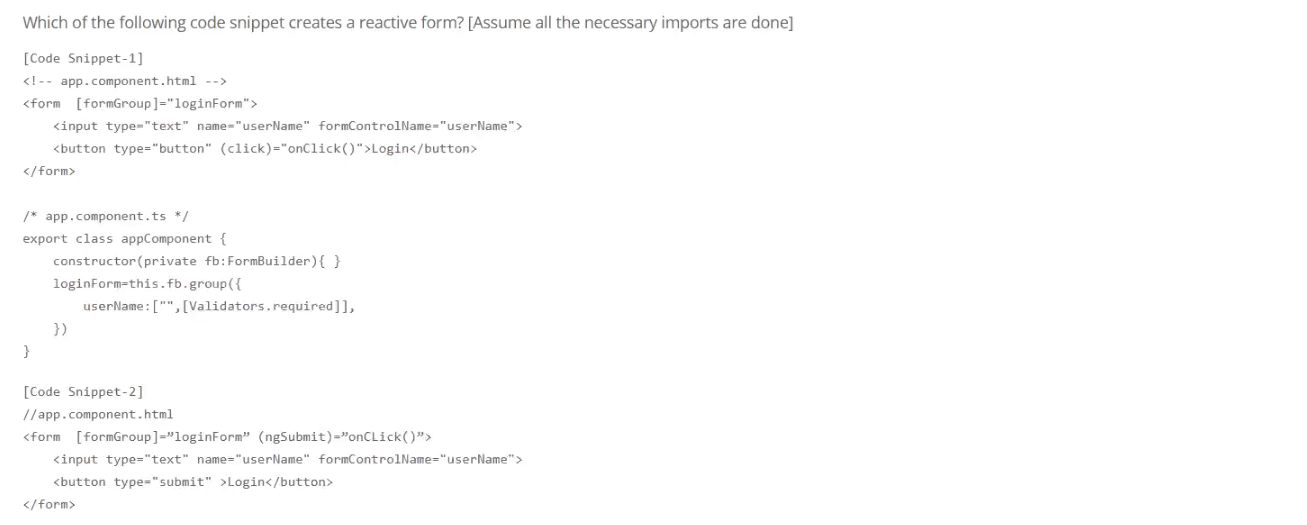 Which of the following code snippet creates a reactive form? [Assume all the necessary imports are done]
[Code Snippet-1]
<!-- app.component.html -->
<form  [formGroup]="loginForm">
    <input type="text" name="userName" formControlName="userName">
    <button type="button" (click)="onClick()">Login</button>
</form>
/* app.component.ts */
export class appComponent {
    constructor(private fb:FormBuilder){ }
    loginForm=this.fb.group({
        userName:["",[Validators.required]],
    })
}
[Code Snippet-2]
//app.component.html
<form  [formGroup]=”loginForm” (ngSubmit)=”onCLick()”>
    <input type="text" name="userName" formControlName="userName">
    <button type="submit" >Login</button>
</form>